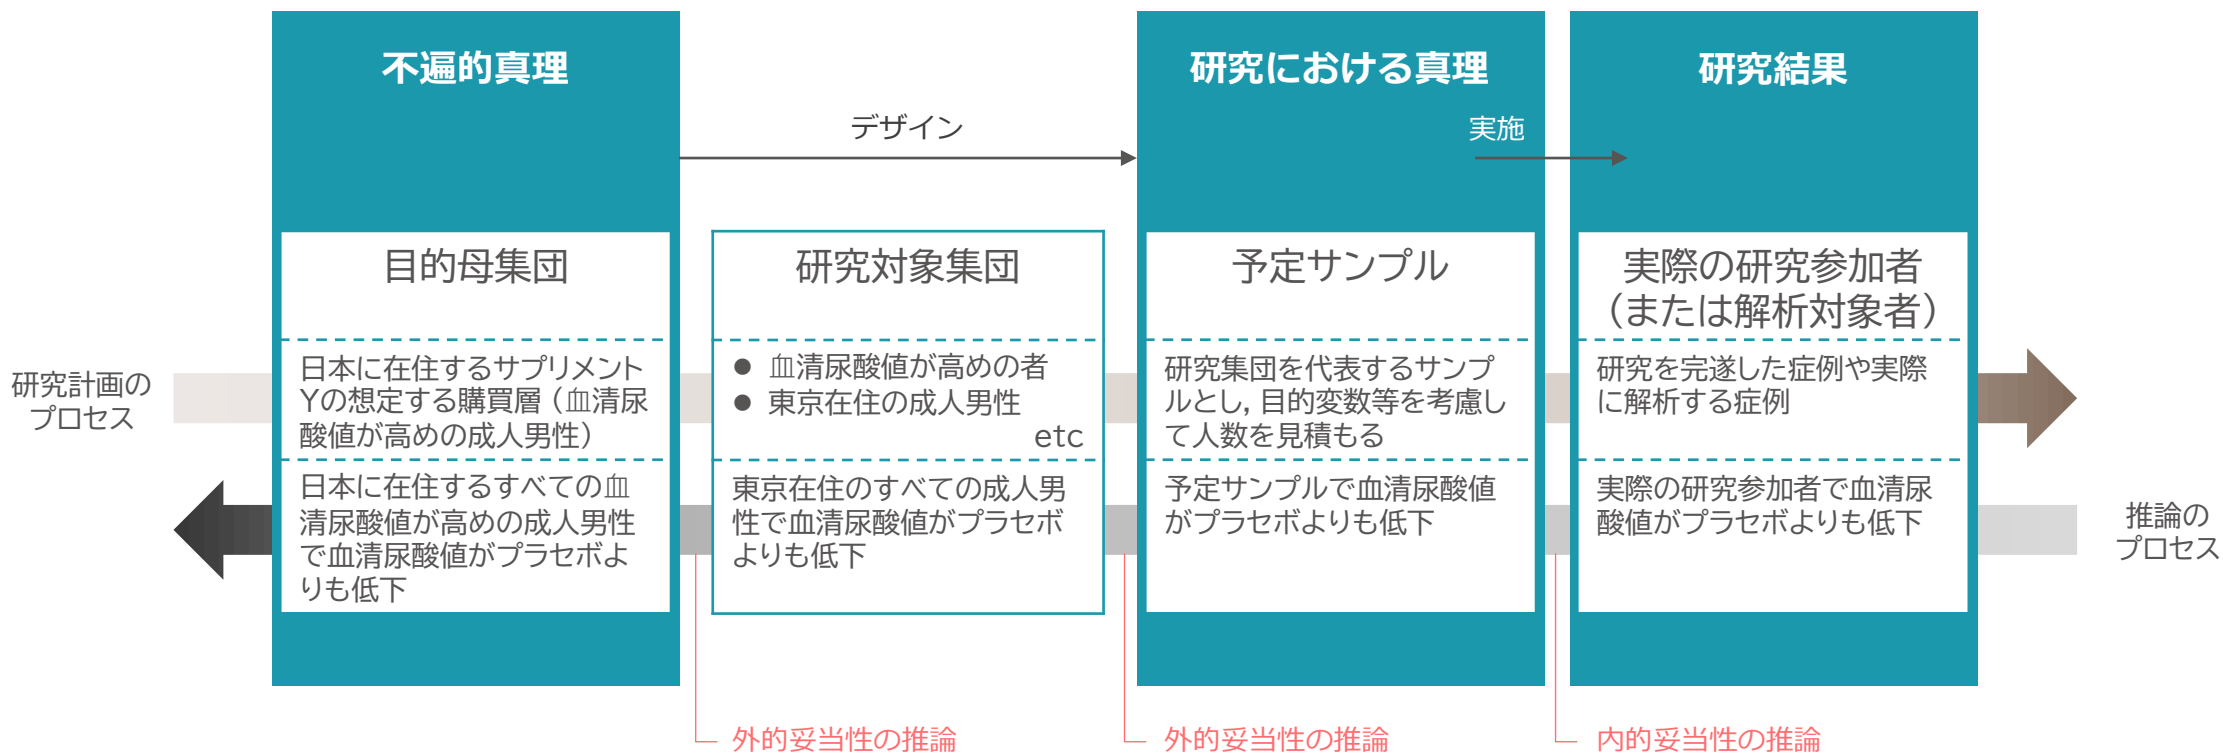 不遍的真理
研究における真理
研究結果
デザイン
実施
目的母集団
研究対象集団
予定サンプル
実際の研究参加者
（または解析対象者）
研究計画の
プロセス
日本に在住するサプリメント
Yの想定する購買層（血清尿
酸値が高めの成人男性）
● 血清尿酸値が高めの者
● 東京在住の成人男性
etc
研究集団を代表するサンプ
ルとし，目的変数等を考慮し
て人数を見積もる
研究を完遂した症例や実際
に解析する症例
日本に在住するすべての血
清尿酸値が高めの成人男性
で血清尿酸値がプラセボよ
りも低下
東京在住のすべての成人男
性で血清尿酸値がプラセボ
よりも低下
予定サンプルで血清尿酸値
がプラセボよりも低下
実際の研究参加者で血清尿
酸値がプラセボよりも低下
推論の
プロセス
外的妥当性の推論
外的妥当性の推論
内的妥当性の推論